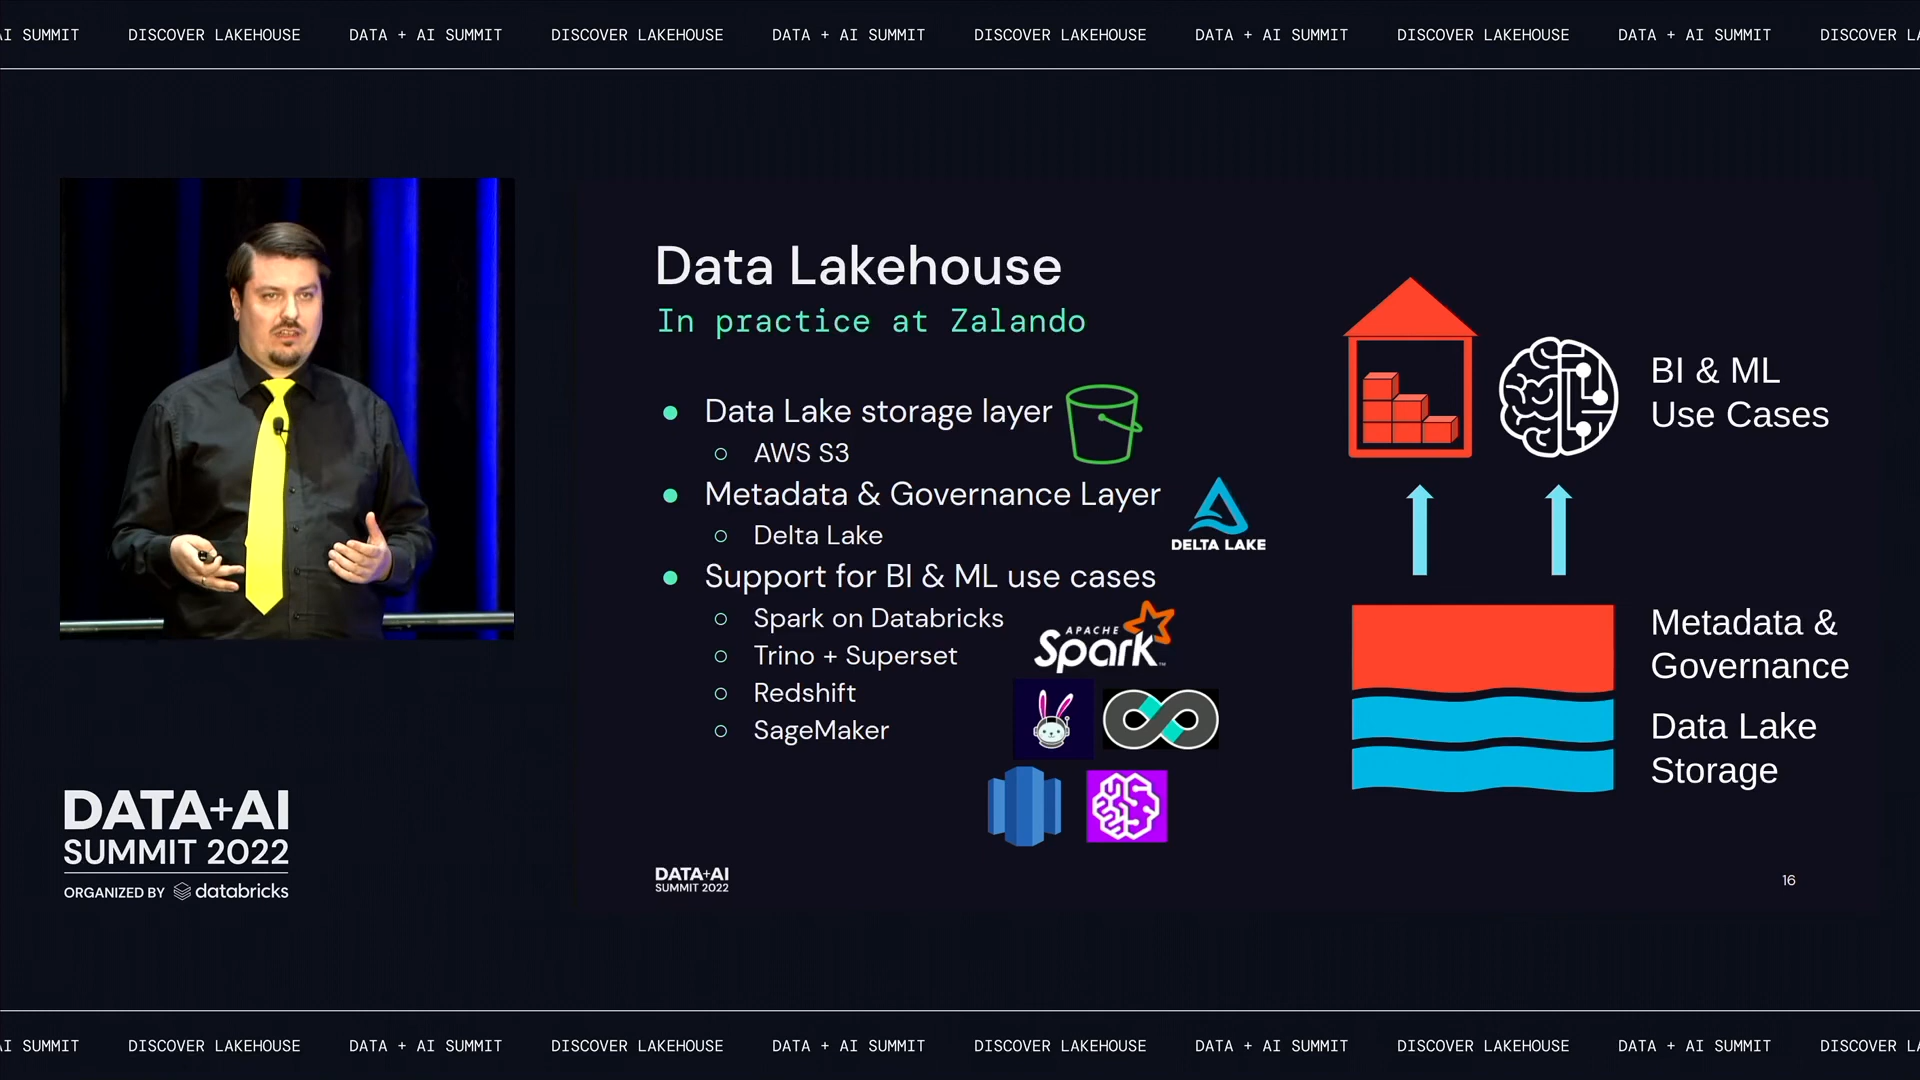 AI SUMMIT DISCOVER LAKEHOUSE DATA + AI SUMMIT DISCOVER LAKEHOUSE DATA + AI SUMMIT DISCOVER LAKEHOUSE DATA + AI SUMMIT DISCOVER LAKEHOUSE DATA + AI SUMMIT DISCOVER LA
Data Lakehouse
In practice at Zalando
Data Lake storage layer
AWS S3
Metadata & Governance Layer
Delta Lake
DELTA LAKE
Support for BI & ML use cases
Spark on Databricks
Trino + Superset
Redshift
SageMaker
APACHE
Spark
TM
BI & ML
Use Cases
Metadata &
Governance
Data Lake
Storage
DATA+AI
SUMMIT 2022
16
DATA+AI
SUMMIT 2022
ORGANIZED BY databricks
AI SUMMIT DISCOVER LAKEHOUSE DATA + AI SUMMIT DISCOVER LAKEHOUSE DATA + AI SUMMIT DISCOVER LAKEHOUSE DATA + AI SUMMIT DISCOVER LAKEHOUSE DATA + AI SUMMIT DISCOVER LA